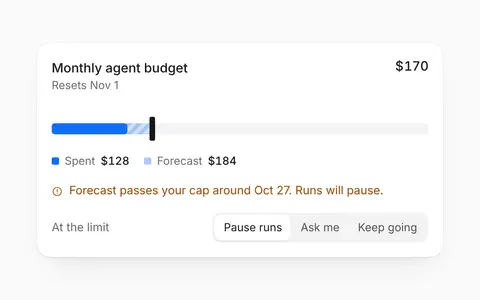 Monthly agent budget
$170
Resets Nov 1
Spent $128 Forecast $184
Forecast passes your cap around Oct 27. Runs will pause.
At the limit
Pause runs Ask me Keep going